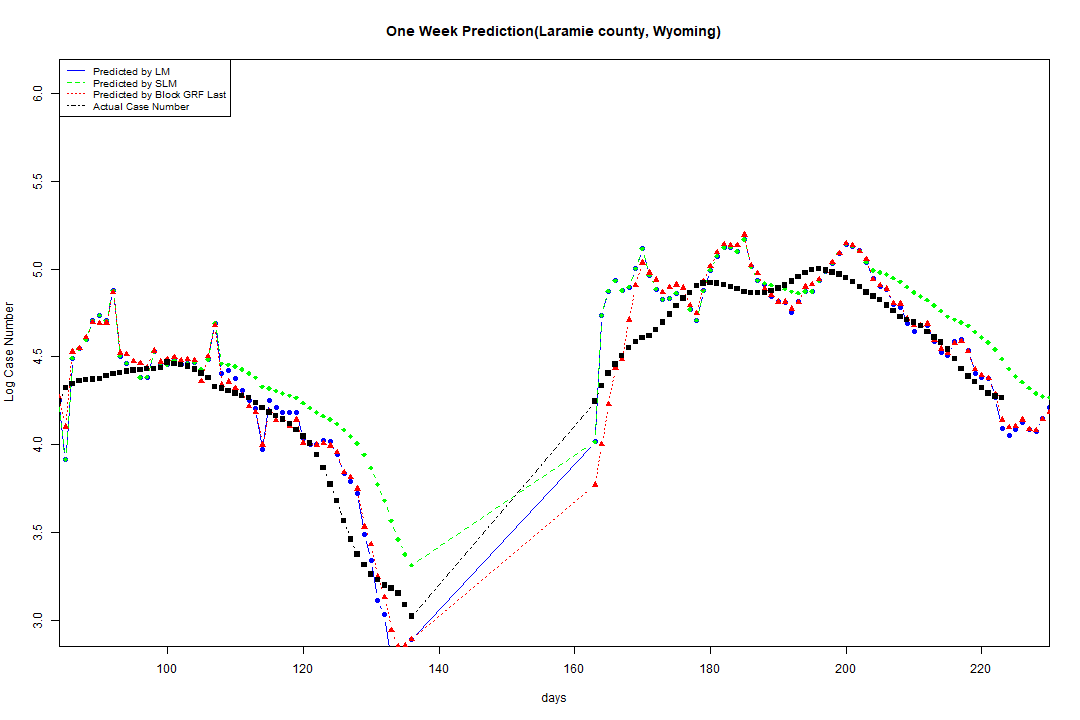 One Week Prediction(Laramie county, Wyoming)
Predicted by LM
Predicted by SLM
Predicted by Block GRF Last
Actual Case Number
Log Case Number
6.0
5.5
5.0
4.5
4.0
3.5
3.0
100 120 140 160 180 200 220
days